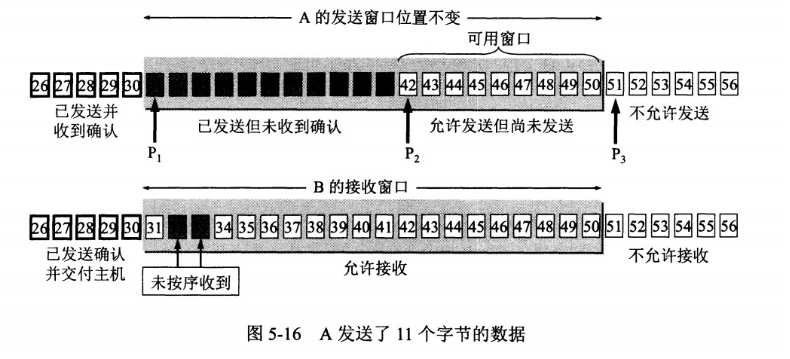 A 的发送窗口位置不变
可用窗口
26 27 28 29 30 42 43 44 45 46 47 48 49 50 51 52 53 54 55 56
已发送并
收到确认
已发送但未收到确认
允许发送但尚未发送
不允许发送
P1
P2
P3
B 的接收窗口
26 27 28 29 30 31 34 35 36 37 38 39 40 41 42 43 44 45 46 47 48 49 50 51 52 53 54 55 56
已发送确认
并交付主机
未按序收到
允许接收
不允许接收
图 5-16 A 发送了 11 个字节的数据